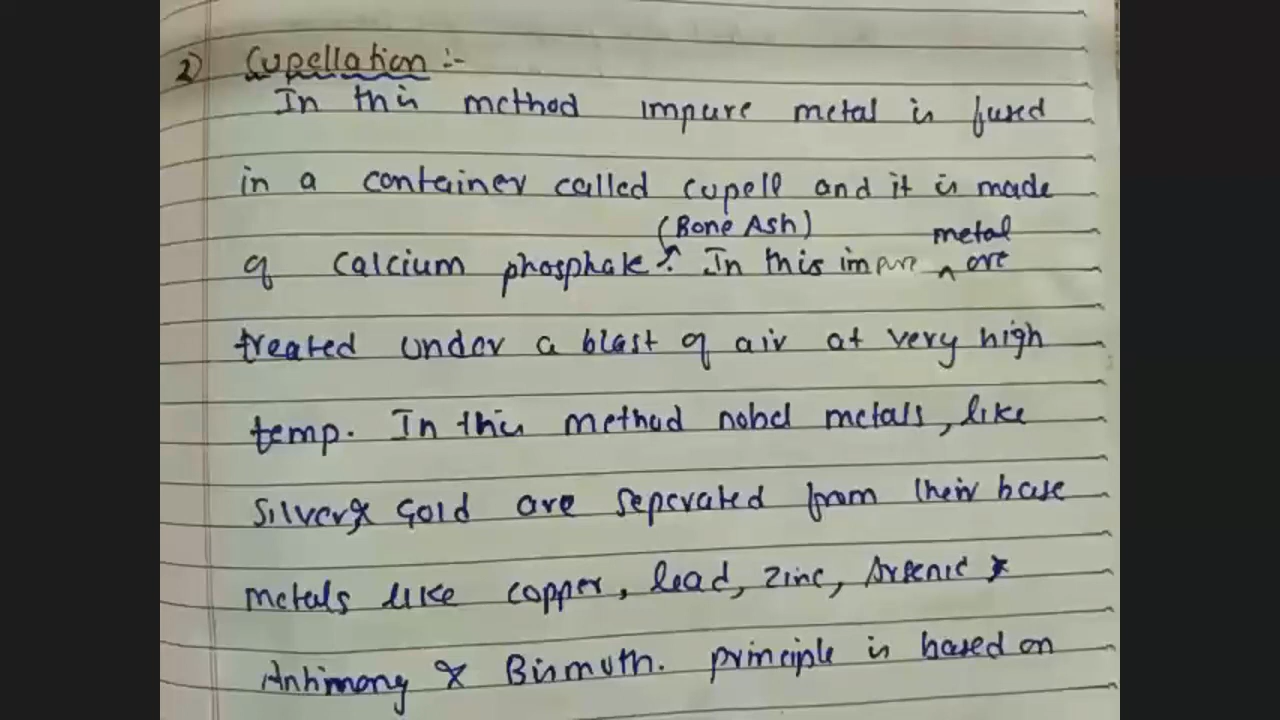 2) Cupellation :-
In this method impure metal is fused
in a container called cupell and it is made
(Bone Ash) metal
of calcium phosphate. In this impure ^ are
treated under a blast of air at very high
temp. In this method nobel metals, like
Silver & Gold are seperated from their base
metals like copper, lead, zinc, Arsenic &
Antimony & Bismuth. principle is based on